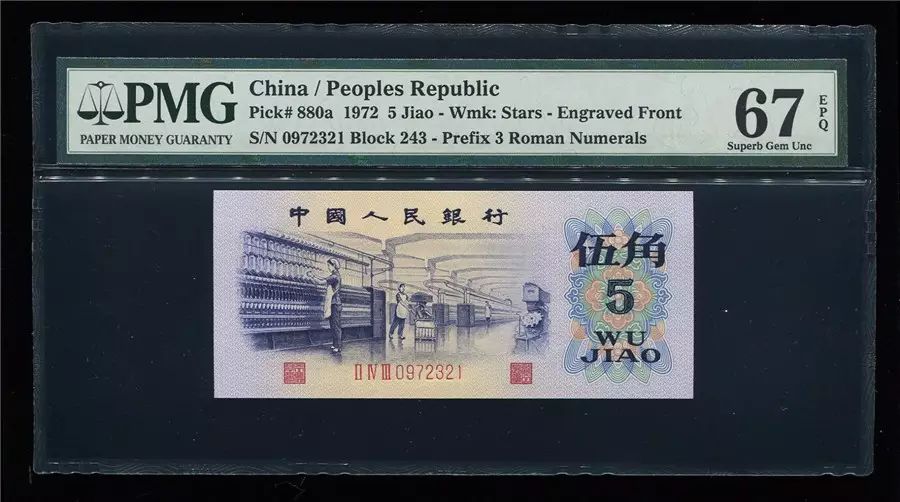 PMG
PAPER MONEY GUARANTY
China / Peoples Republic
Pick# 880a 1972 5 Jiao - Wmk: Stars - Engraved Front
S/N 0972321 Block 243 - Prefix 3 Roman Numerals
67
EPQ
Superb Gem Unc
中國人民銀行
伍角
5
WU
JIAO
II IV III 0972321